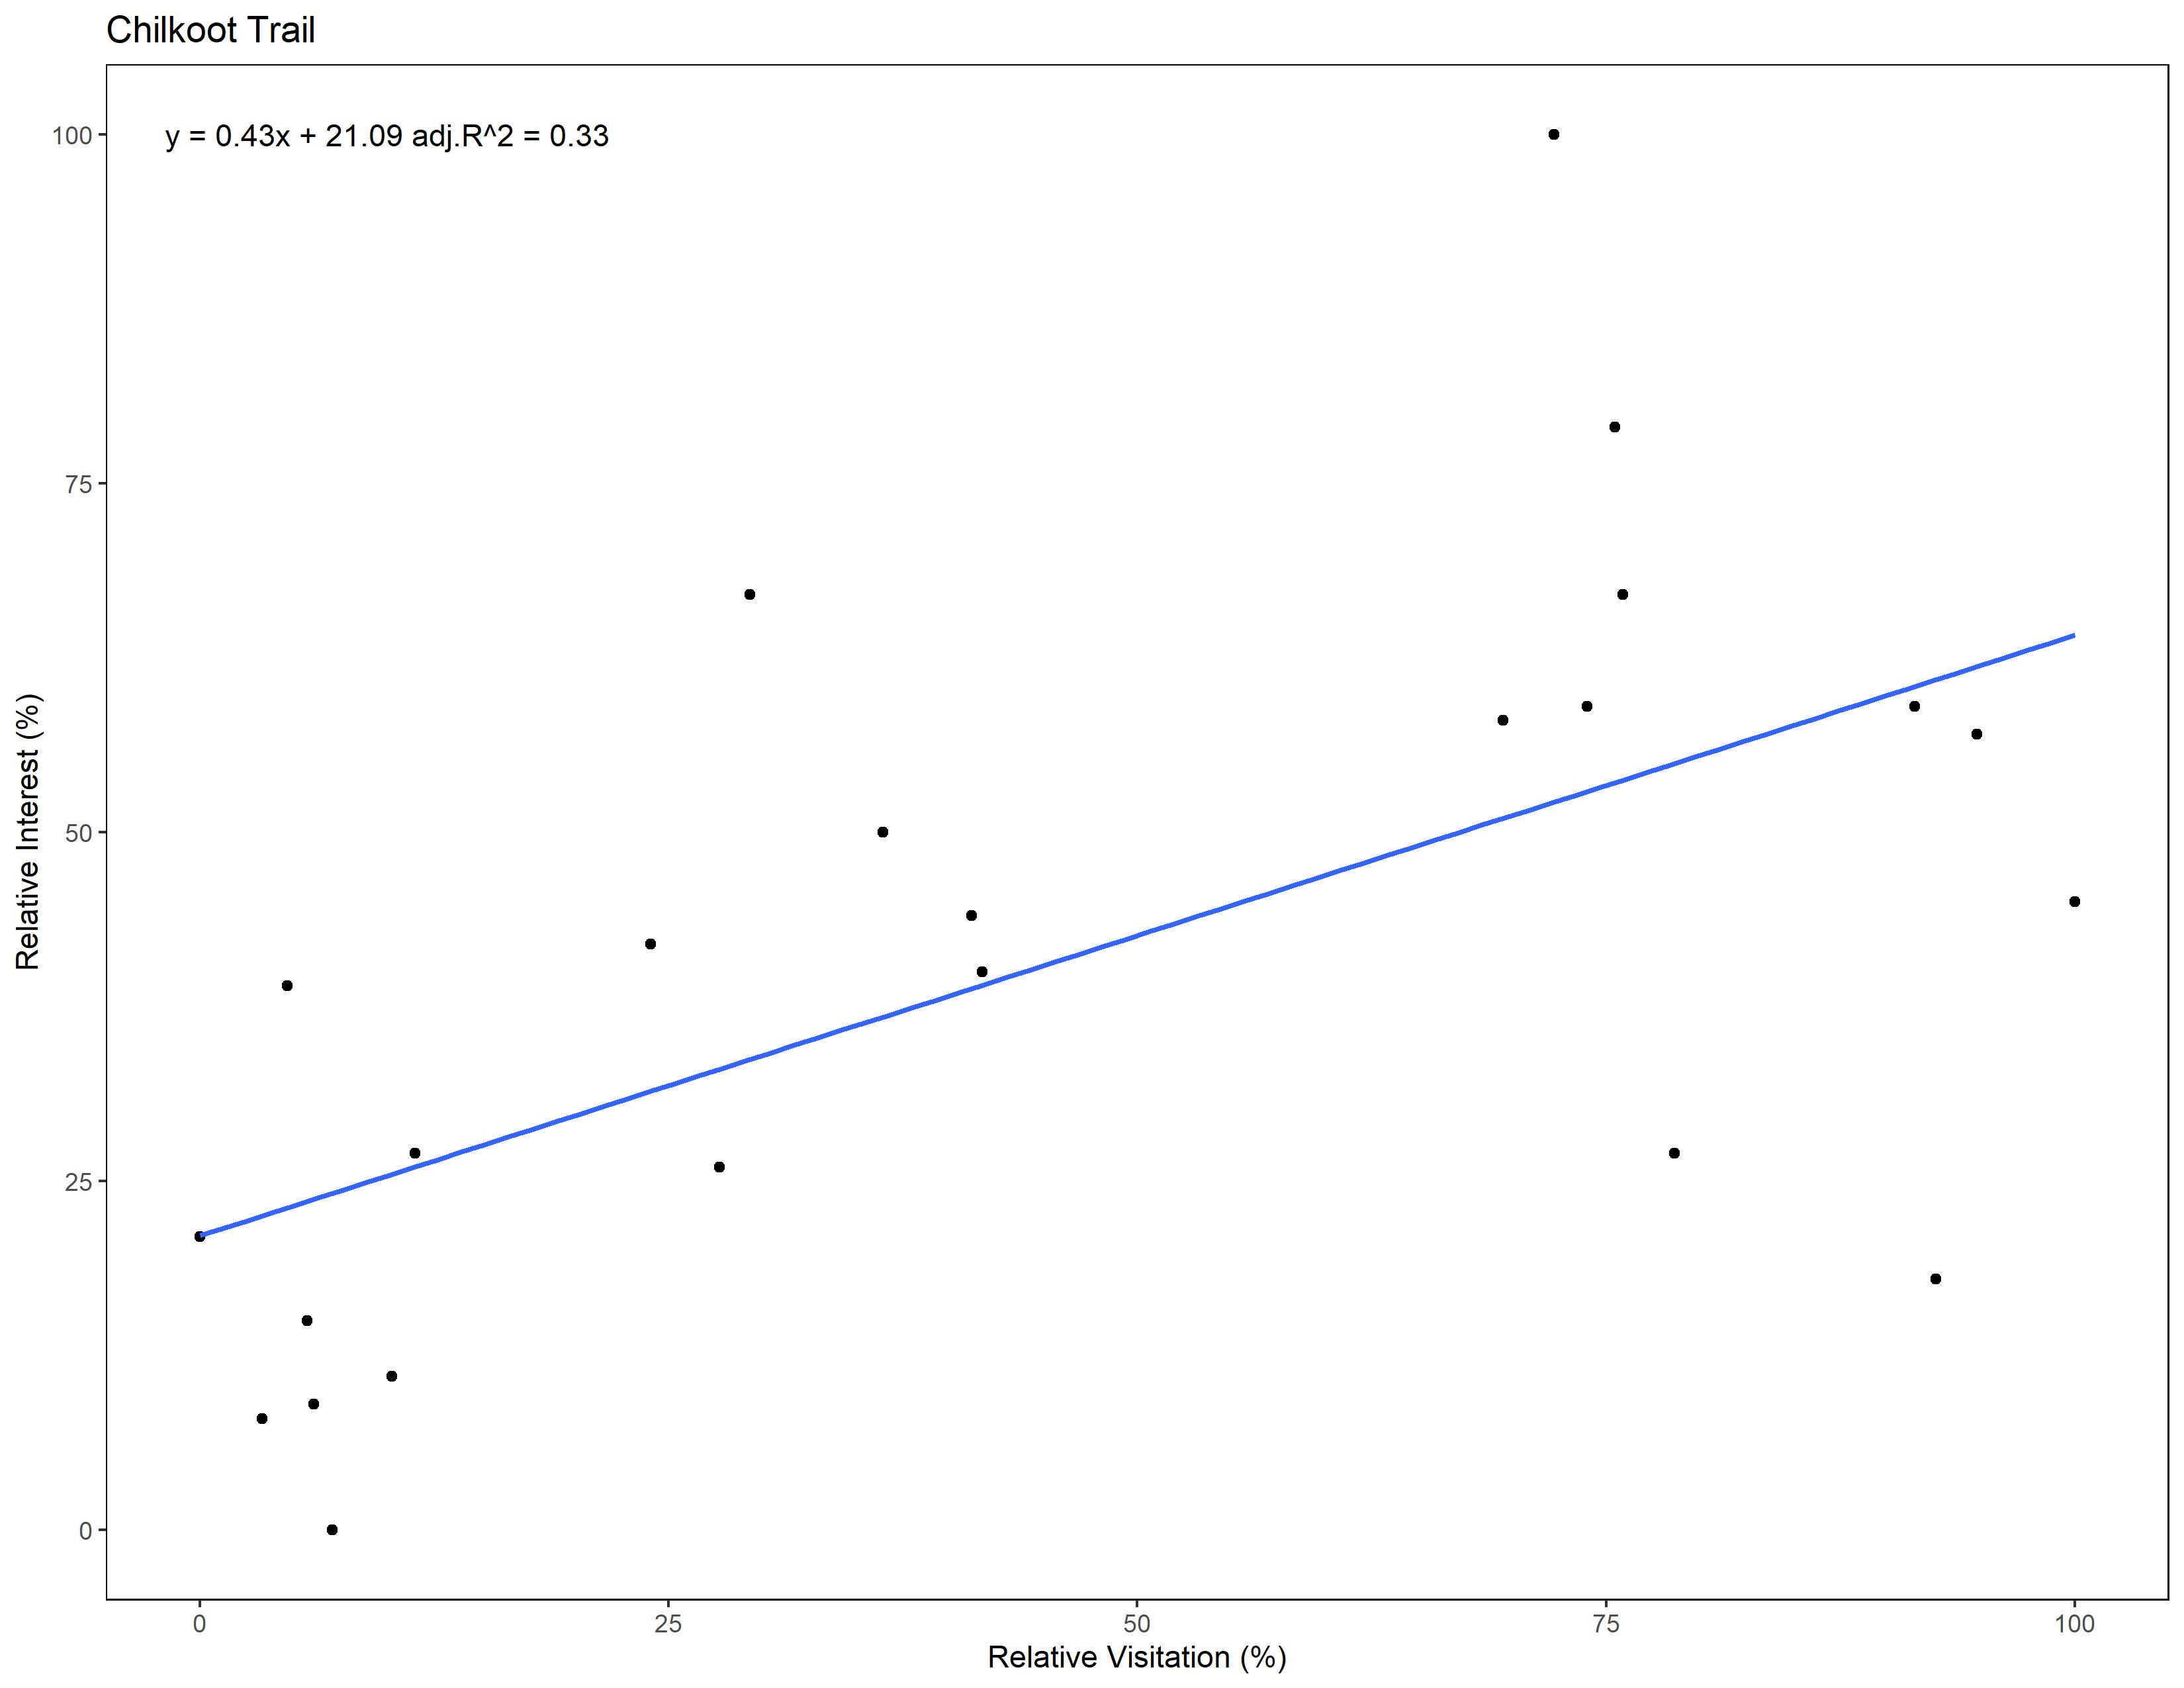 Chilkoot Trail
y = 0.43x + 21.09 adj.R^2 = 0.33
100
75
50
25
0
Relative Interest (%)
0 25 50 75 100
Relative Visitation (%)